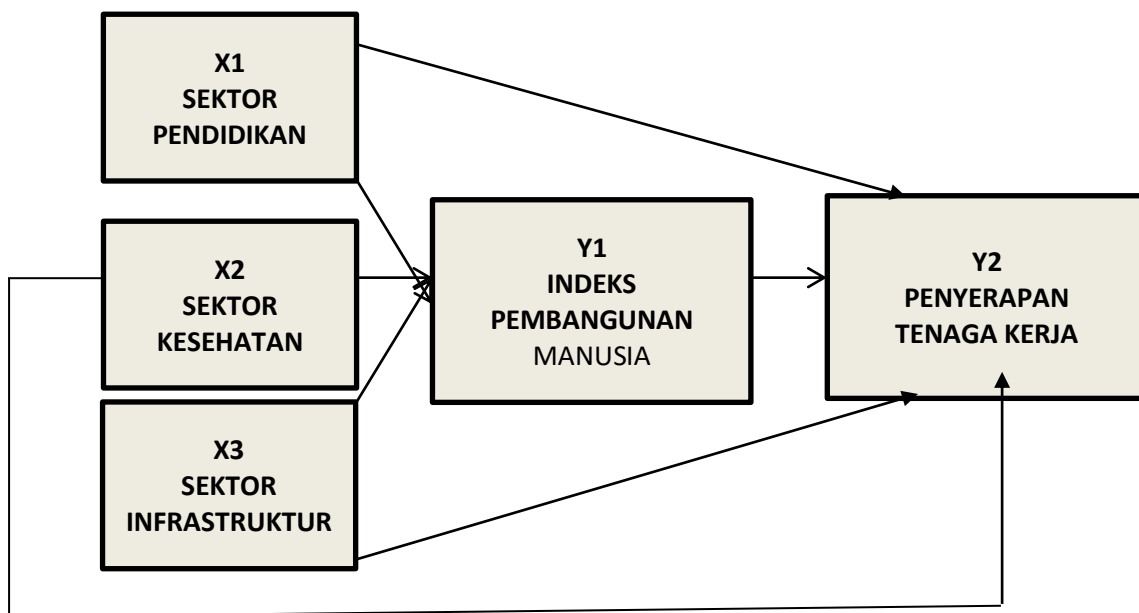 X1
SEKTOR
PENDIDIKAN
X2
SEKTOR
KESEHATAN
X3
SEKTOR
INFRASTRUKTUR
Y1
INDEKS
PEMBANGUNAN
MANUSIA
Y2
PENYERAPAN
TENAGA KERJA